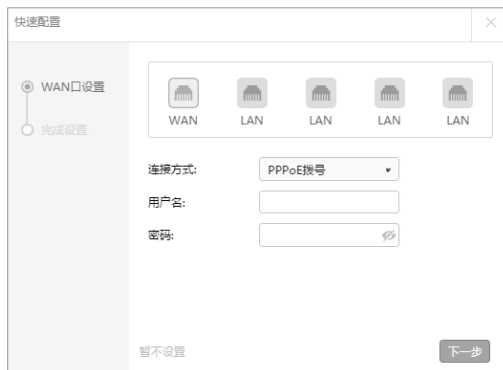 快速配置
WAN口设置
完成设置
WAN LAN LAN LAN LAN
连接方式: PPPoE拨号
用户名:
密码:
暂不设置 下一步